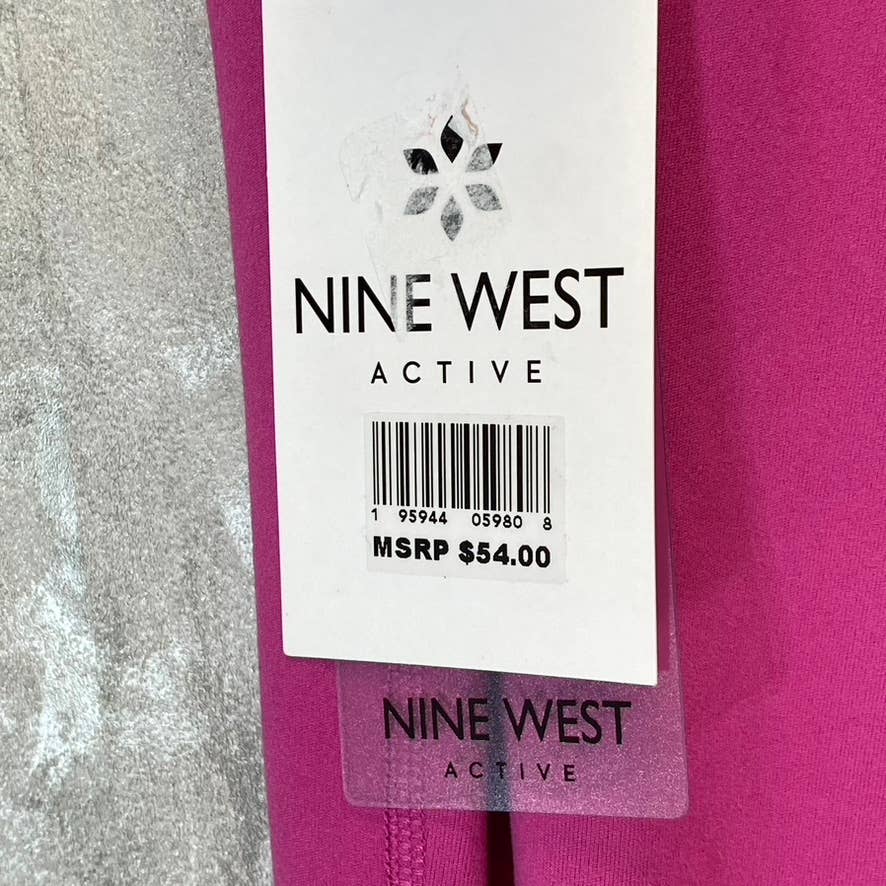 NINE WEST
ACTIVE
1 95944 05980 8
MSRP $54.00
NINE WEST
ACTIVE